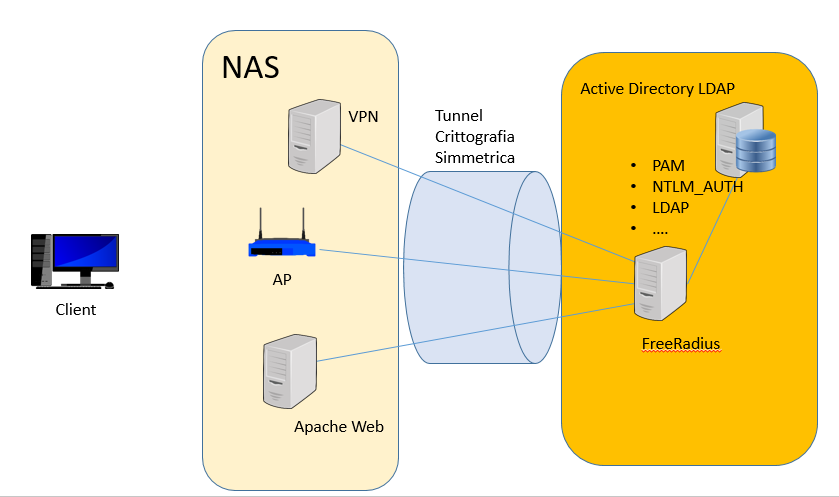 NAS
VPN
AP
Apache Web
Client
Tunnel
Crittografia
Simmetrica
Active Directory LDAP
• PAM
• NTLM_AUTH
• LDAP
• ....
FreeRadius